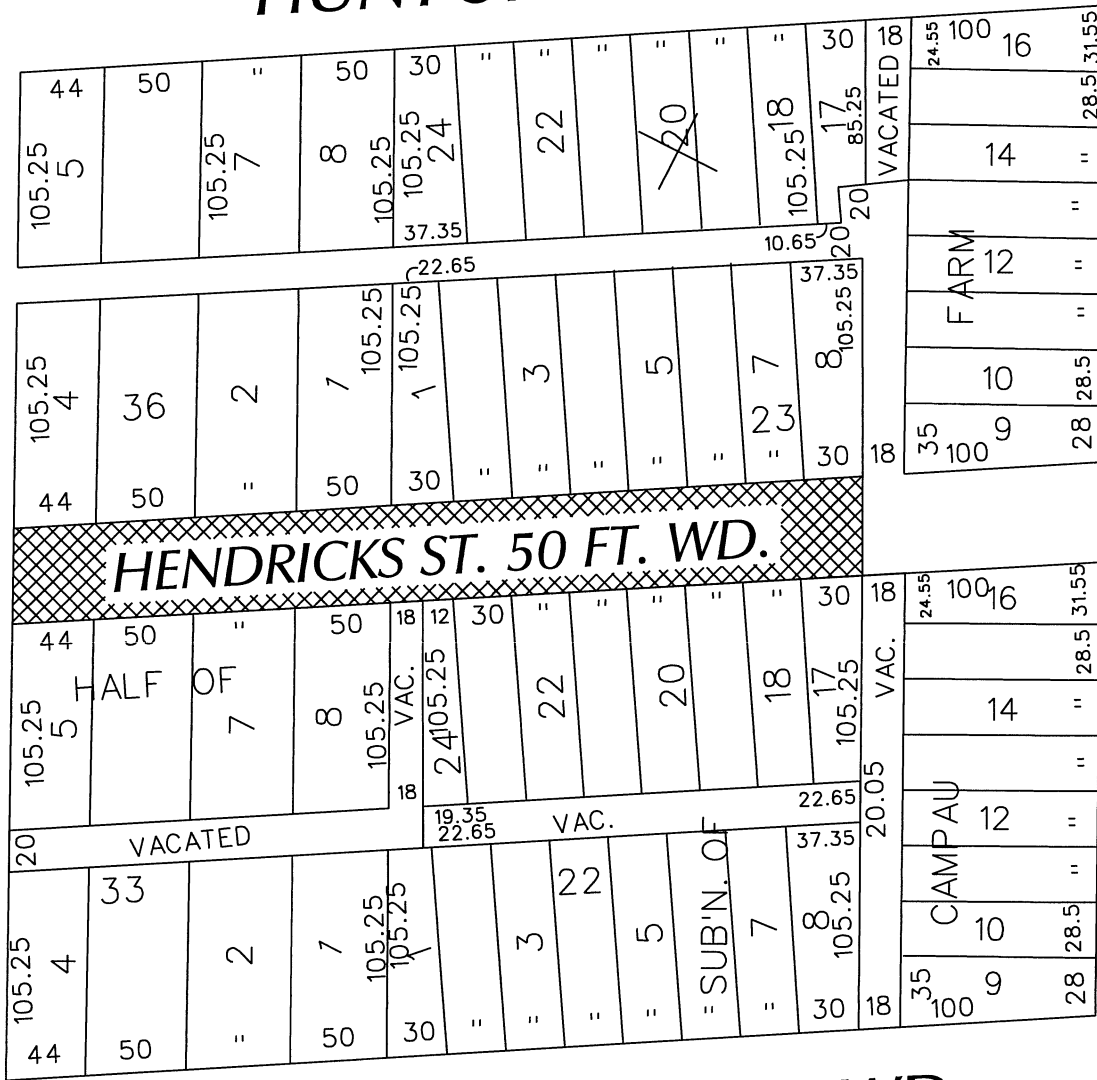 44 50 " 50 30 " " " " " " 30 18 24.55 100 16 31.55
105.25 5 105.25 7 8 105.25 105.25 24 22 20 105.25 18 17 85.25 VACATED 28.5
14 "
37.35 10.65 20 20 "
22.65 37.35 FARM 12 "
105.25 105.25 105.25 "
105.25 4 36 2 1 1 3 5 7 8 10 28.5
23 35 9 28
44 50 " 50 30 " " " " " " 30 18 100
HENDRICKS ST. 50 FT. WD.
44 50 " 50 18 12 30 " " " " " 30 18 24.55 100 16 31.55
HALF OF VAC. 105.25 VAC. 28.5
105.25 5 7 8 105.25 24 22 20 18 17 105.25 14 "
18 "
19.35 22.65 20.05
20 VACATED 22.65 VAC. 37.35 12 "
33 22 SUB'N. OF CAMPAU "
105.25 4 2 1 105.25 105.25 1 3 5 7 8 105.25 10 28.5
35 9 28
44 50 " 50 30 " " " " " " 30 18 100